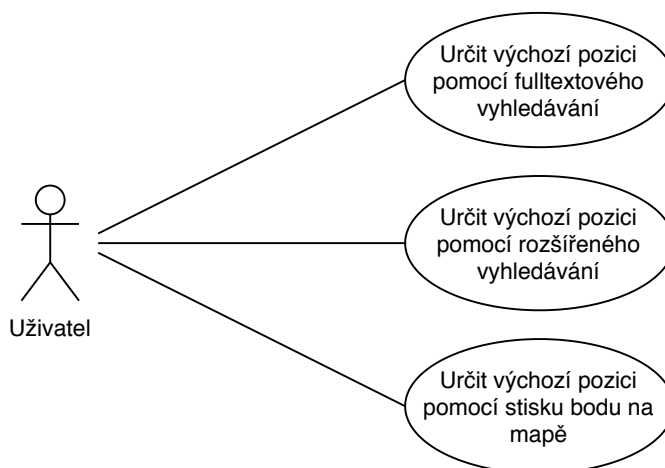 Určit výchozí pozici
pomocí fulltextového
vyhledávání
Určit výchozí pozici
pomocí rozšířeného
vyhledávání
Uživatel
Určit výchozí pozici
pomocí stisku bodu na
mapě